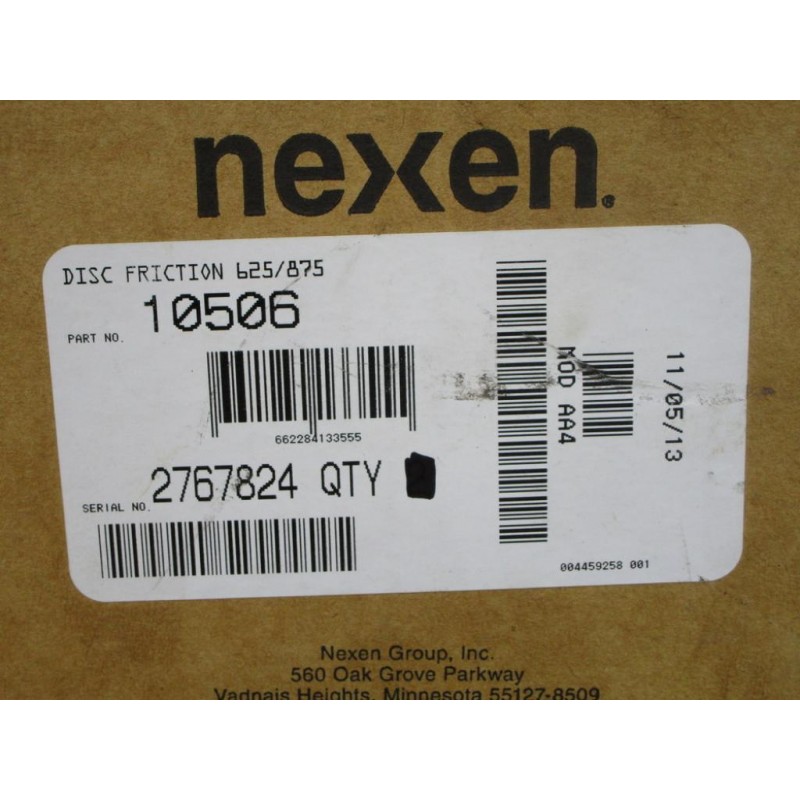 nexen®
DISC FRICTION 625/875
PART NO. 10506
662284133555
SERIAL NO. 2767824 QTY
MOD AA4
11/05/13
004459258 001
Nexen Group, Inc.
560 Oak Grove Parkway
Vadnais Heights, Minnesota 55127-8509